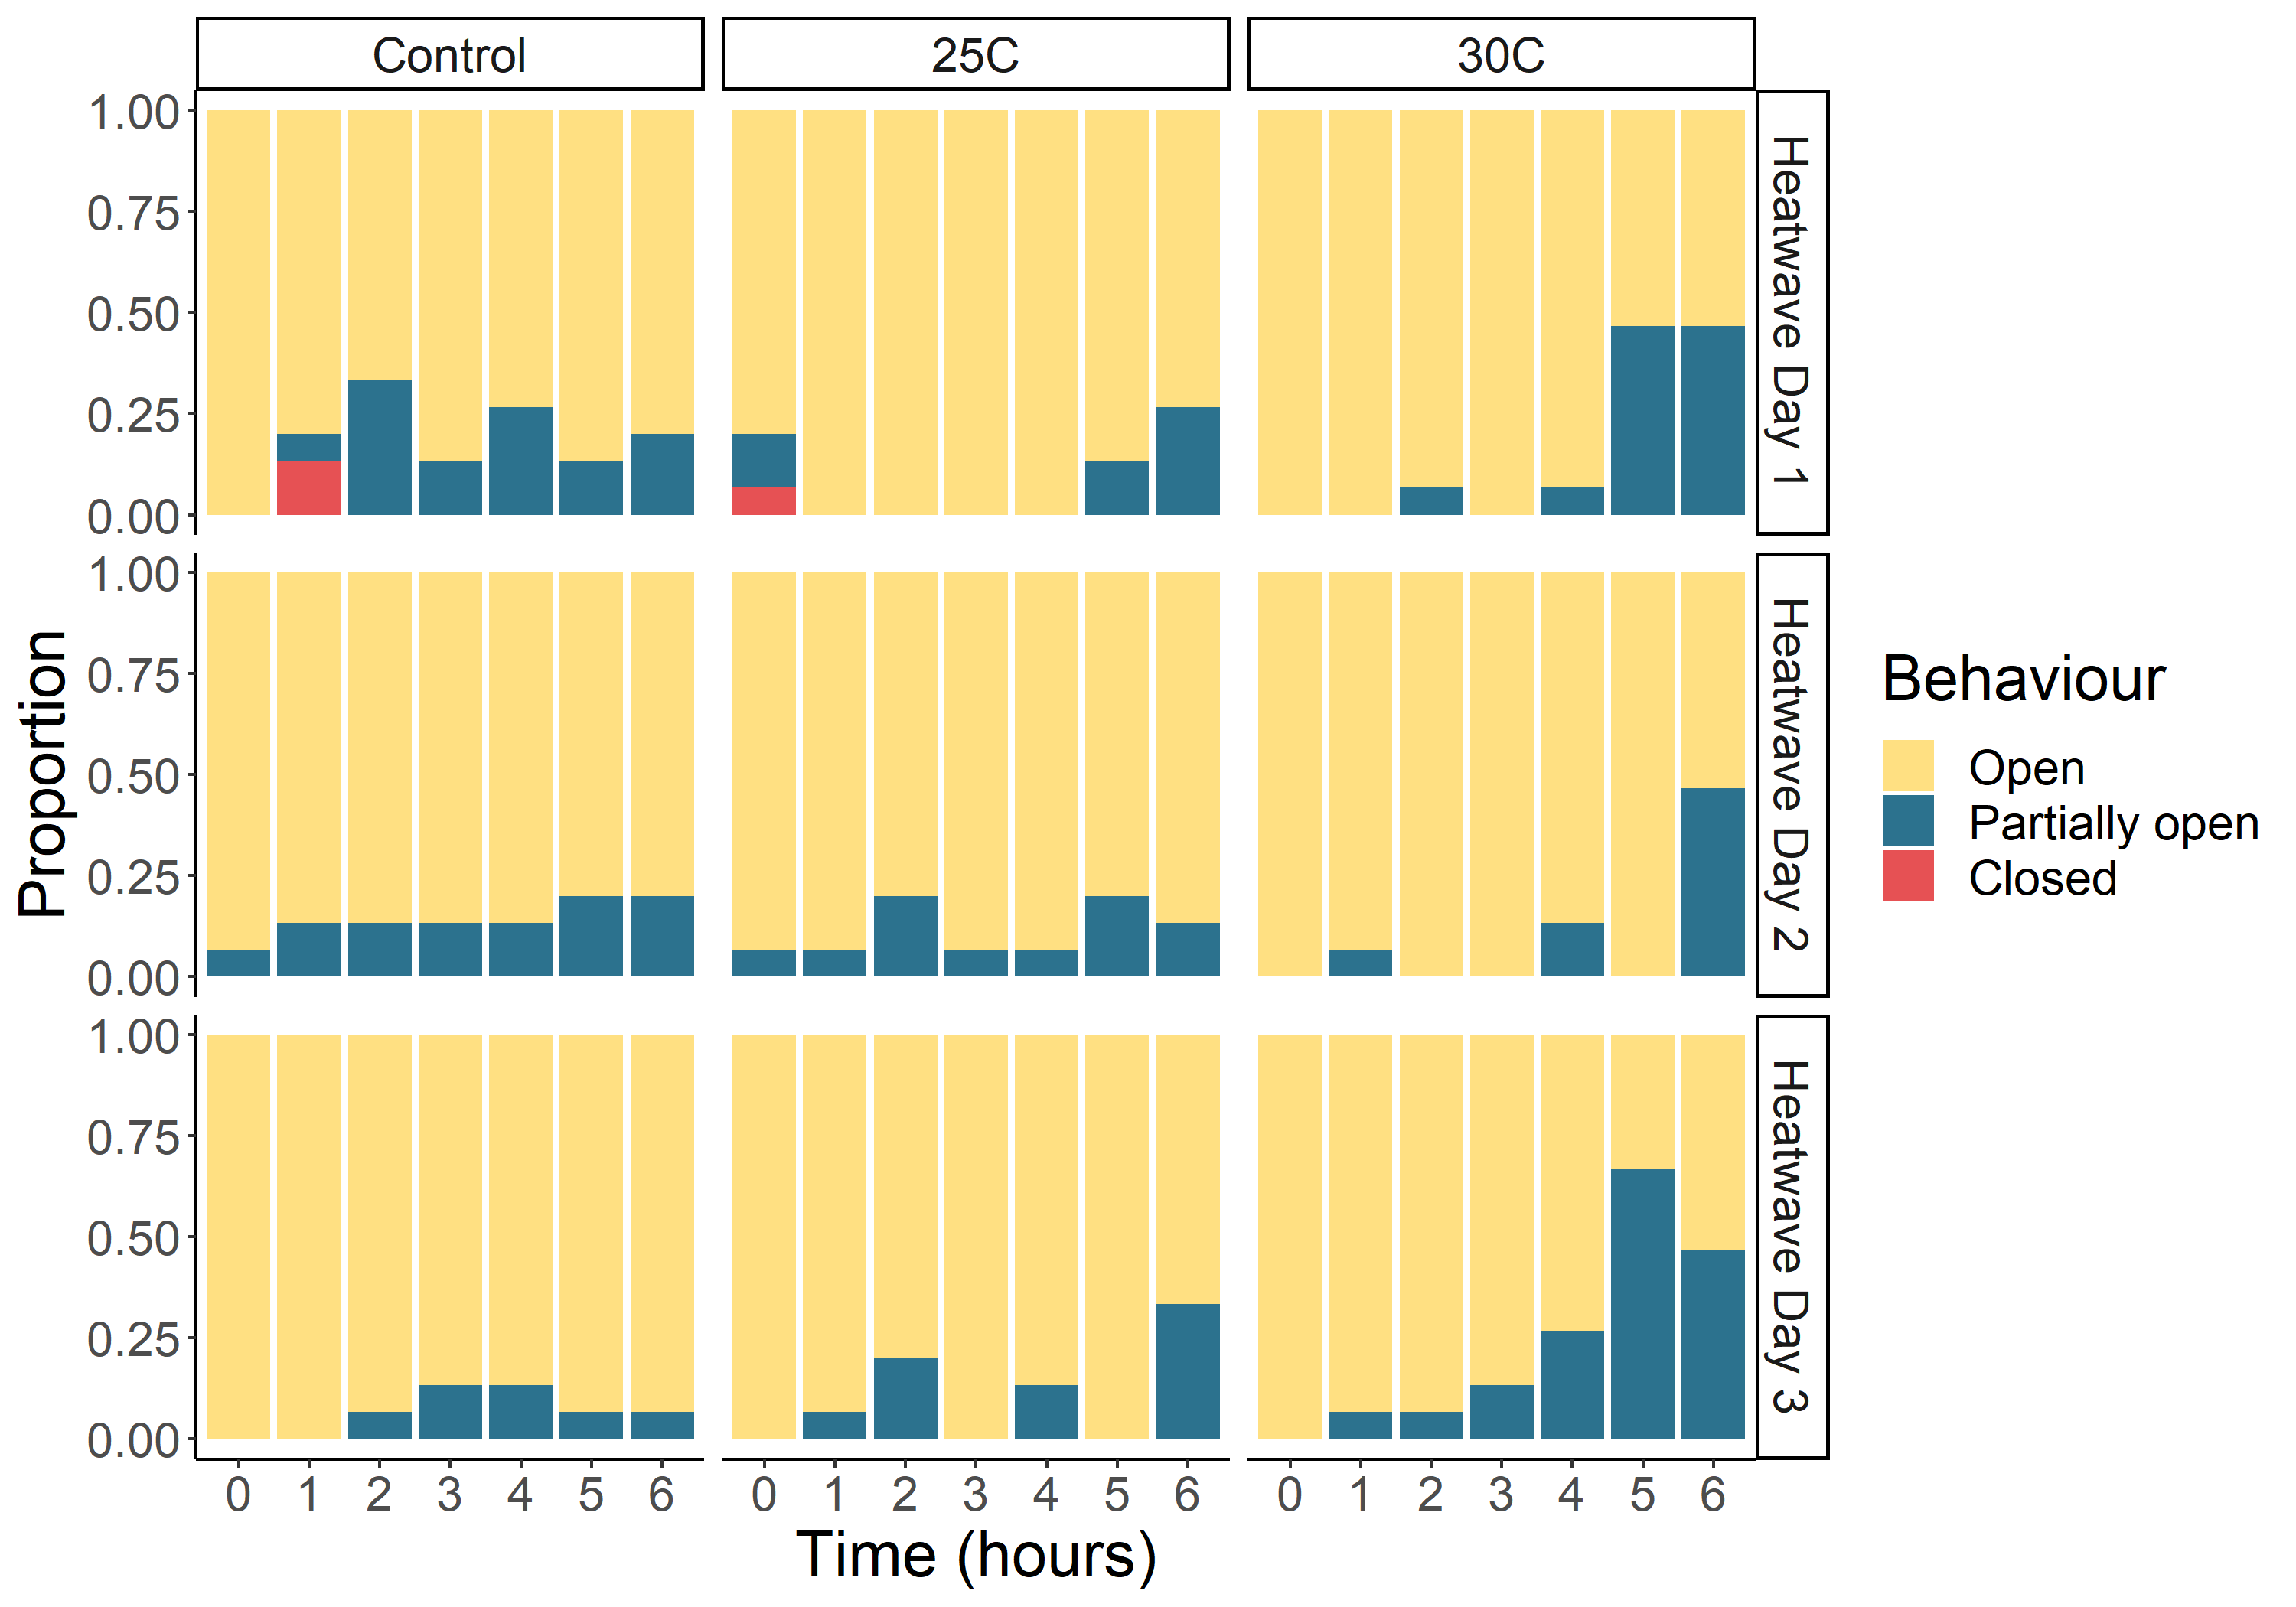 Control 25C 30C
1.00
0.75
0.50
0.25
0.00
Heatwave Day 1
1.00
0.75
0.50
0.25
0.00
Heatwave Day 2
1.00
0.75
0.50
0.25
0.00
Heatwave Day 3
Proportion
0 1 2 3 4 5 6 0 1 2 3 4 5 6 0 1 2 3 4 5 6
Time (hours)
Behaviour
Open
Partially open
Closed